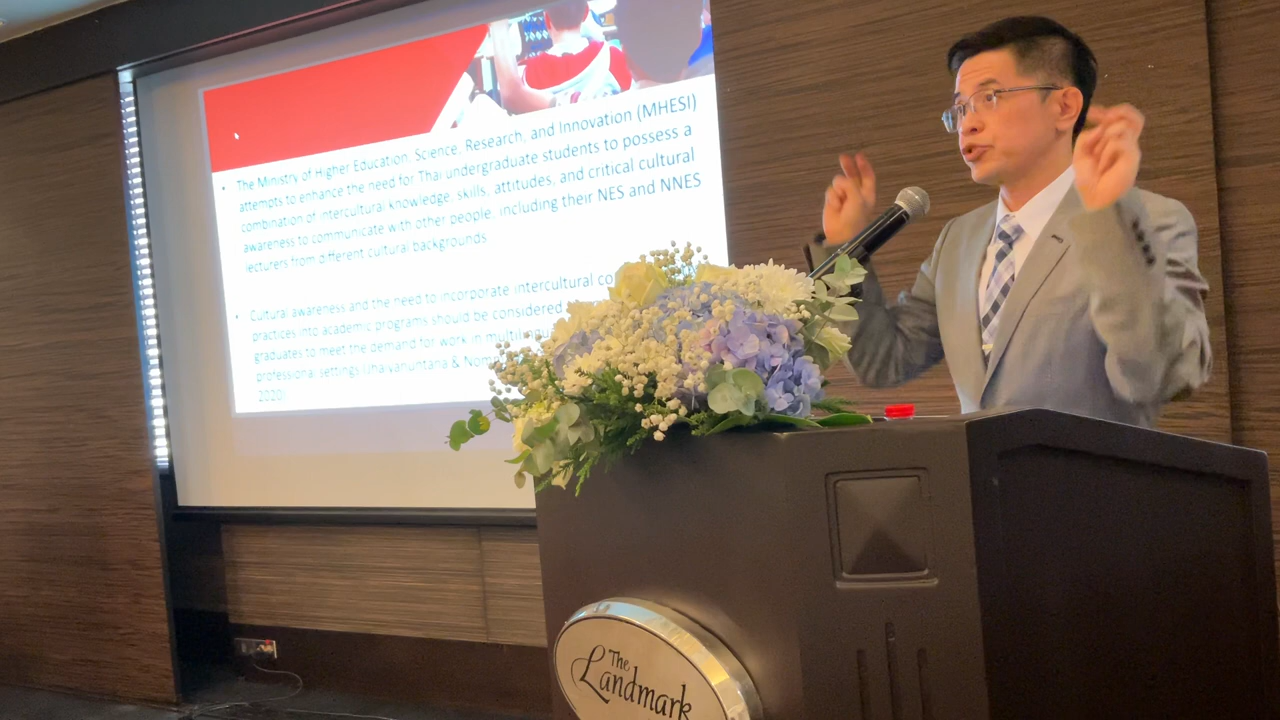 • The Ministry of Higher Education, Science, Research, and Innovation (MHESI)
attempts to enhance the need for Thai undergraduate students to possess a
combination of intercultural knowledge, skills, attitudes, and critical cultural
awareness to communicate with other people, including their NES and NNES
lecturers from different cultural backgrounds
• Cultural awareness and the need to incorporate intercultural
practices into academic programs should be considered
graduates to meet the demand for work in
professional settings
2020)
The
Landmark